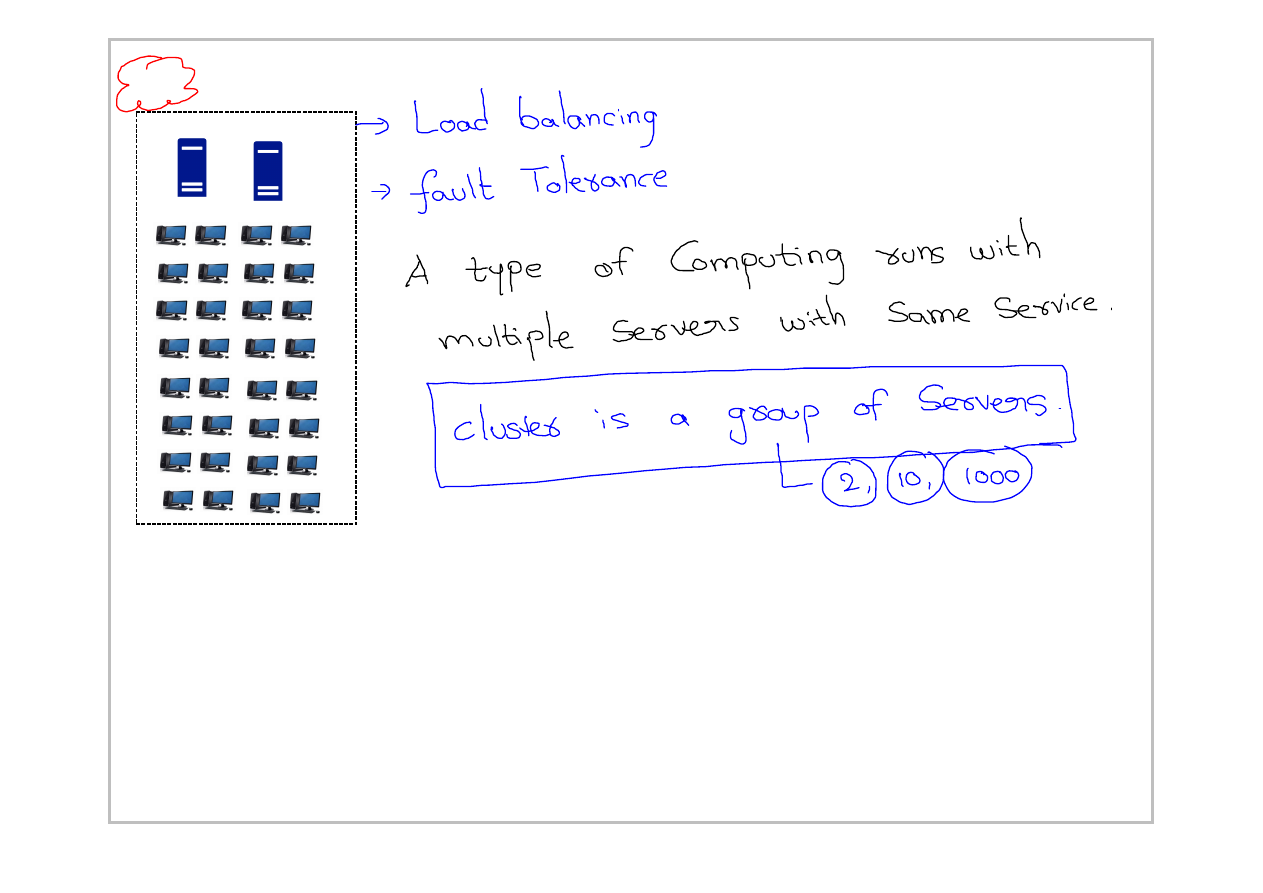 → Load balancing
→ fault Tolerance
A type of Computing runs with
multiple Servers with Same Service.
cluster is a group of Servers.
2, 10, 1000